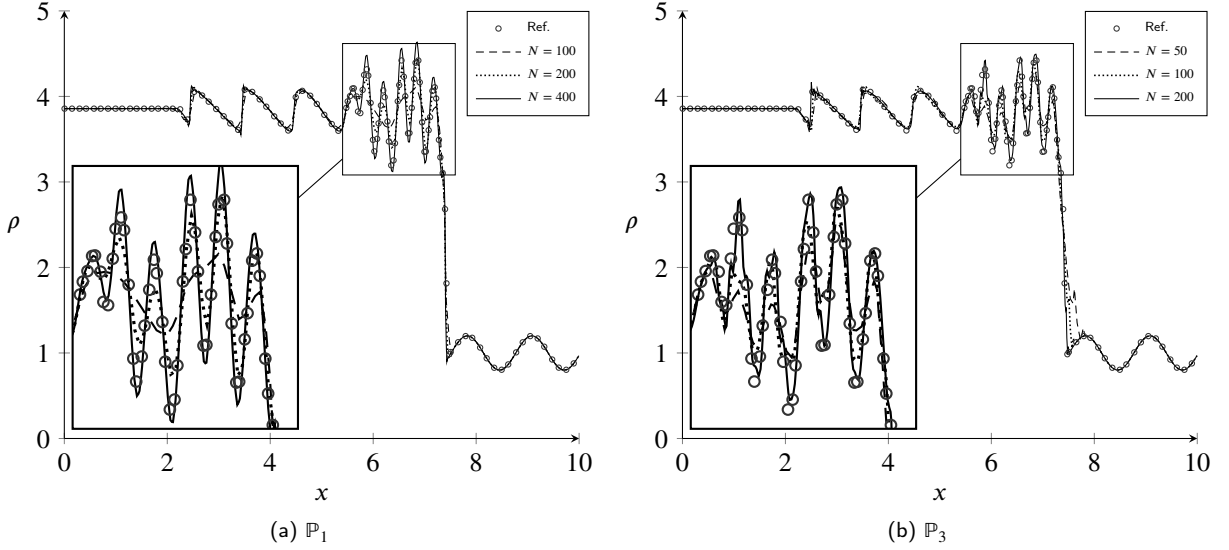 5
4
3
2
1
0
ρ
0 2 4 6 8 10
x
Ref.
N = 100
N = 200
N = 400
(a) ℙ₁
5
4
3
2
1
0
ρ
0 2 4 6 8 10
x
Ref.
N = 50
N = 100
N = 200
(b) ℙ₃